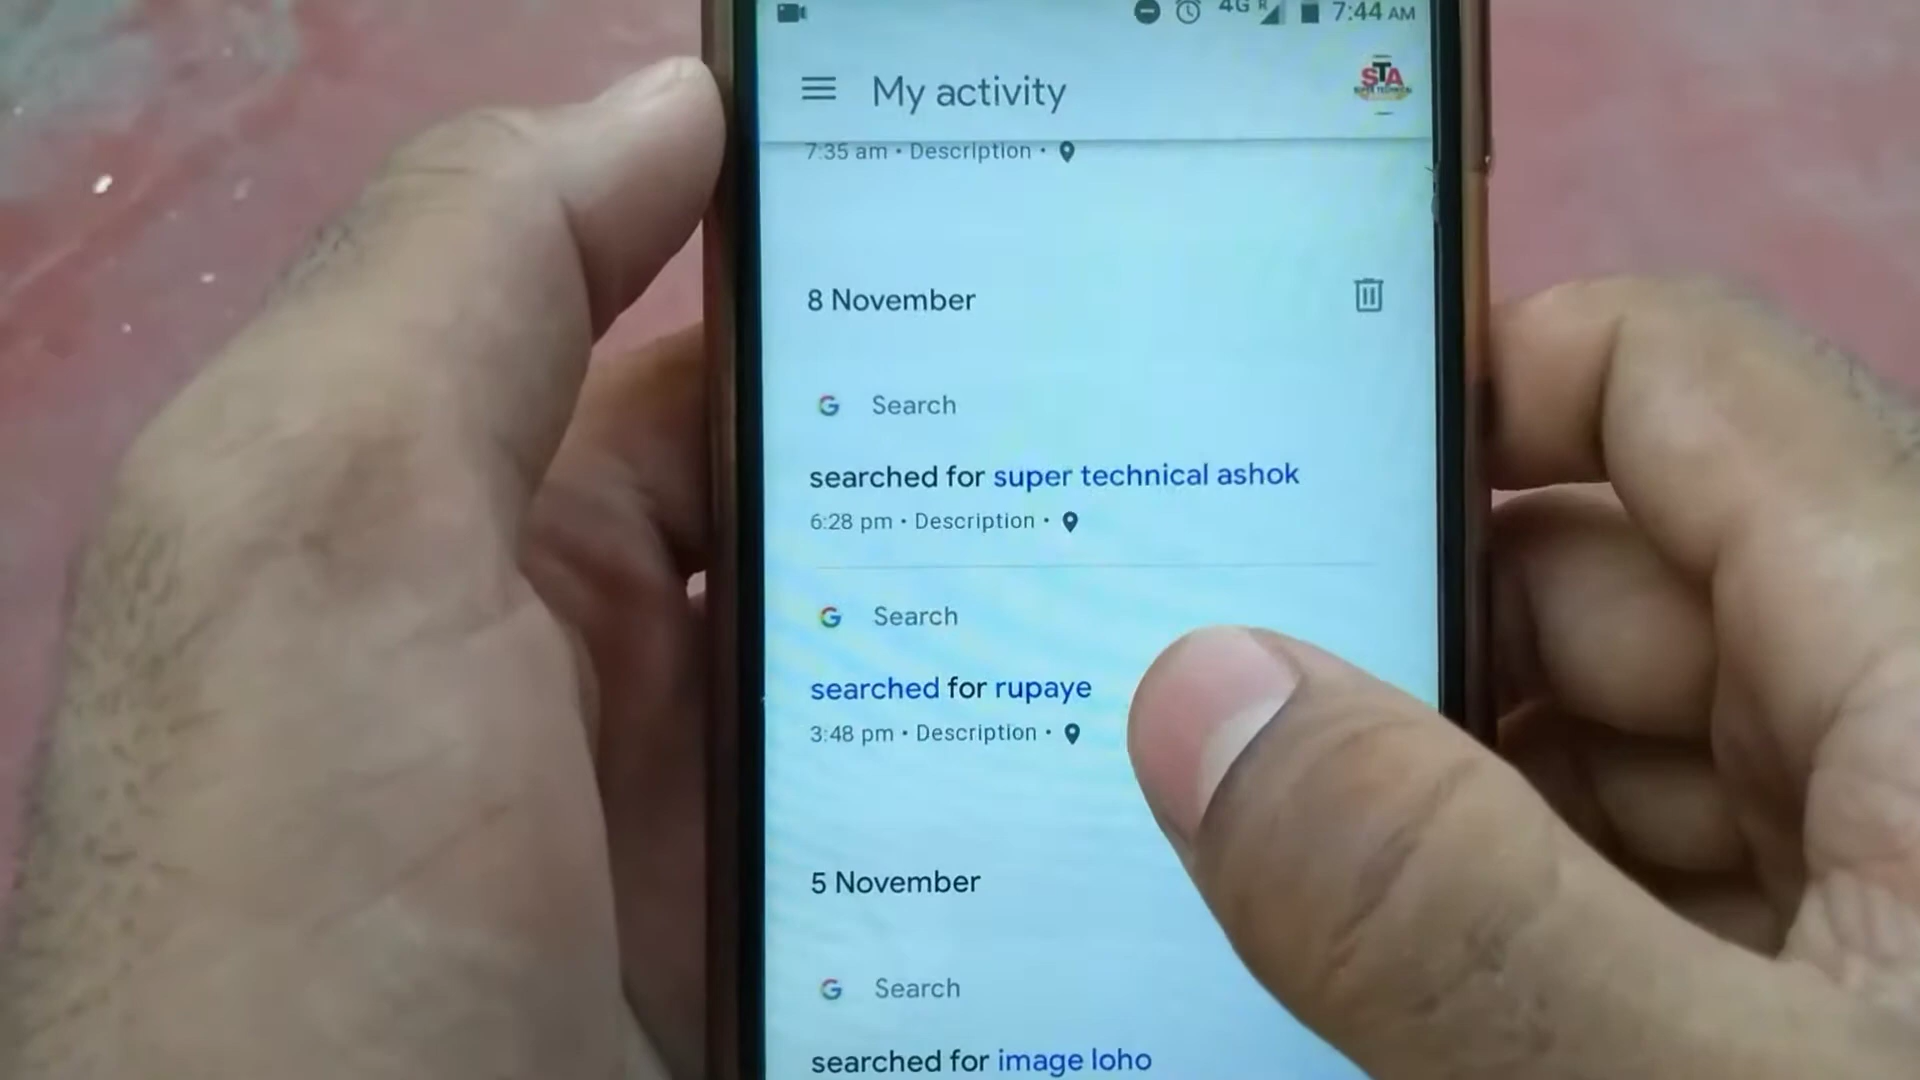 4G R 7:44 AM
My activity
STA
SUPER TECHNICAL
7:35 am • Description •
8 November
G Search
searched for super technical ashok
6:28 pm • Description •
G Search
searched for rupaye
3:48 pm • Description •
5 November
G Search
searched for image loho